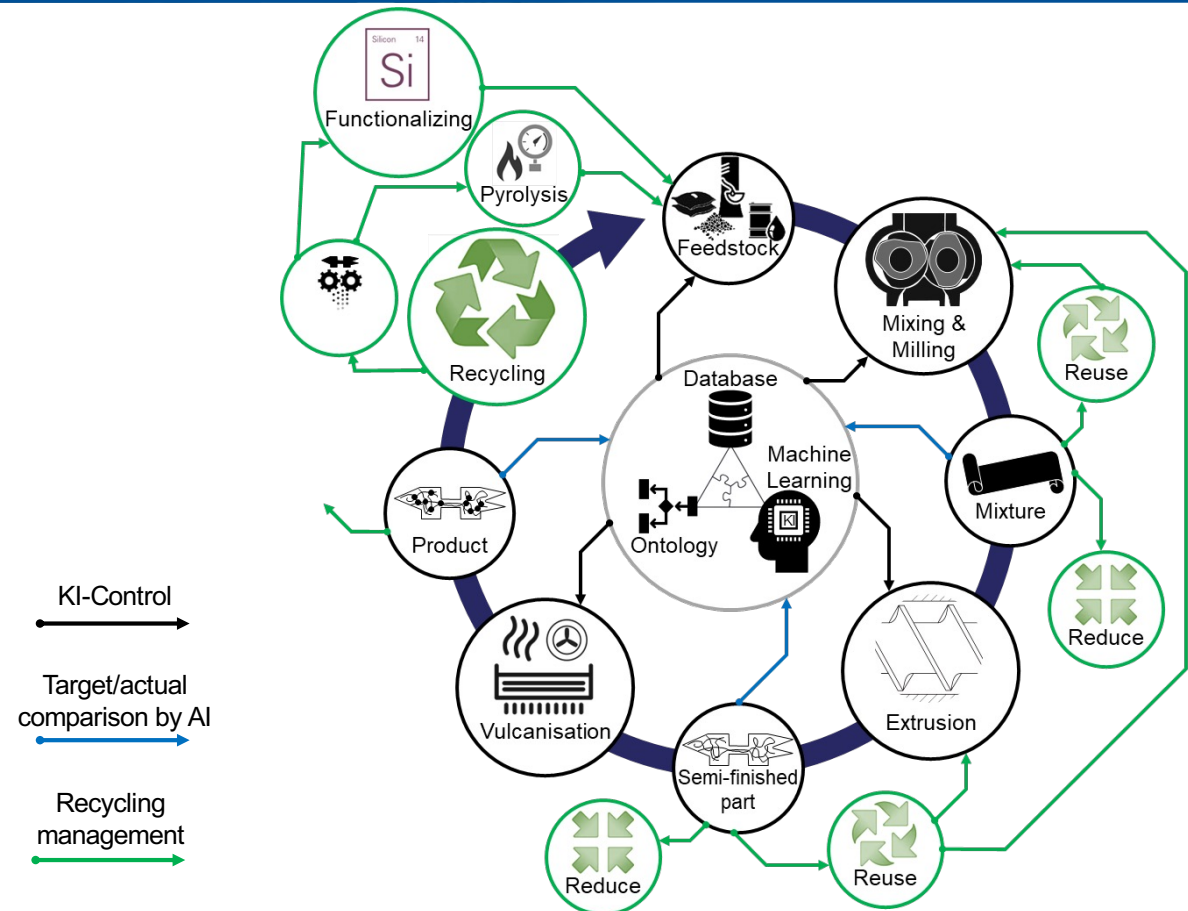 Silicon 14
Si
Functionalizing
Pyrolysis
Feedstock
Mixing &
Milling
Recycling
Reuse
Database
Machine
Learning
KI
Ontology
Mixture
Product
KI-Control
Reduce
Target/actual
comparison by AI
Vulcanisation
Extrusion
Semi-finished
part
Recycling
management
Reduce
Reuse